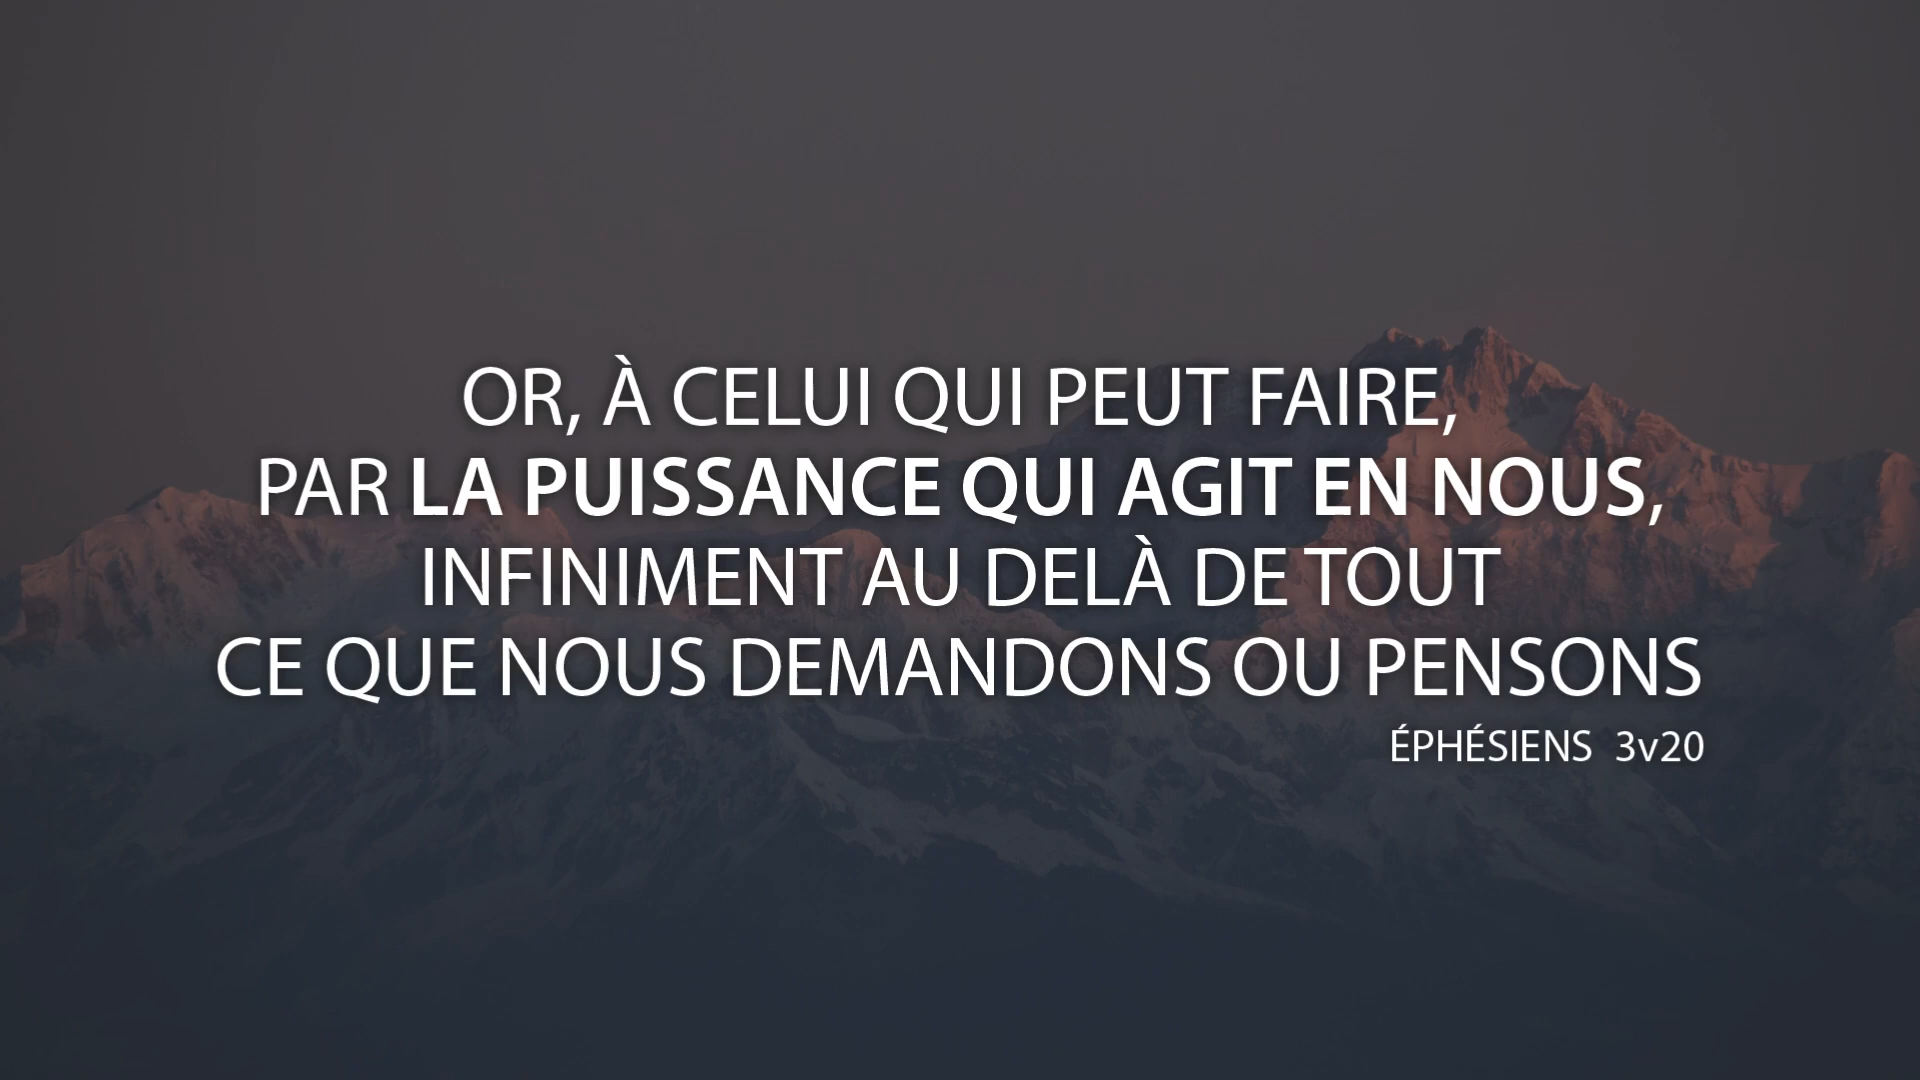 OR, À CELUI QUI PEUT FAIRE,
PAR LA PUISSANCE QUI AGIT EN NOUS,
INFINIMENT AU DELÀ DE TOUT
CE QUE NOUS DEMANDONS OU PENSONS
ÉPHÉSIENS 3v20